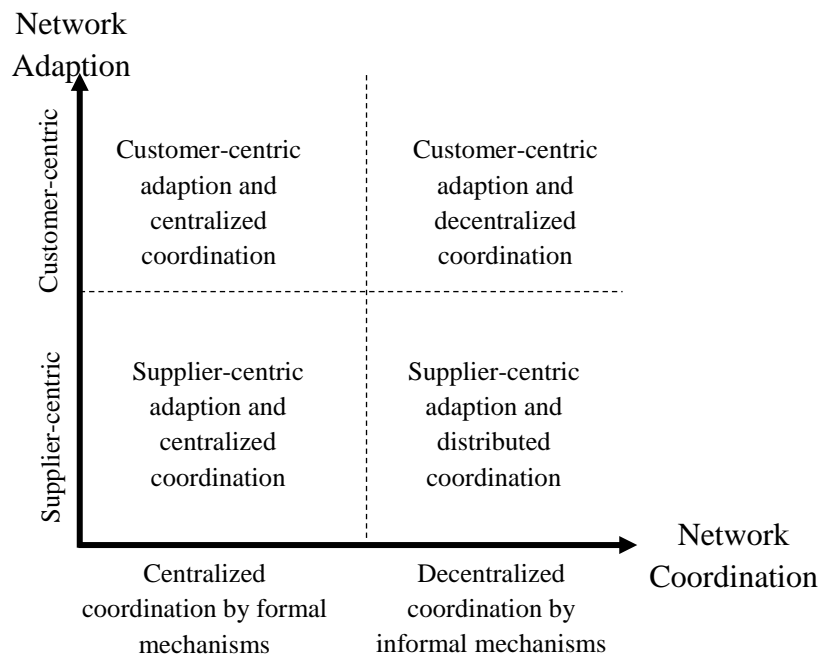 Network
Adaption
Customer-centric
Customer-centric
adaption and
centralized
coordination
Customer-centric
adaption and
decentralized
coordination
Supplier-centric
Supplier-centric
adaption and
centralized
coordination
Supplier-centric
adaption and
distributed
coordination
Network
Coordination
Centralized
coordination by formal
mechanisms
Decentralized
coordination by
informal mechanisms